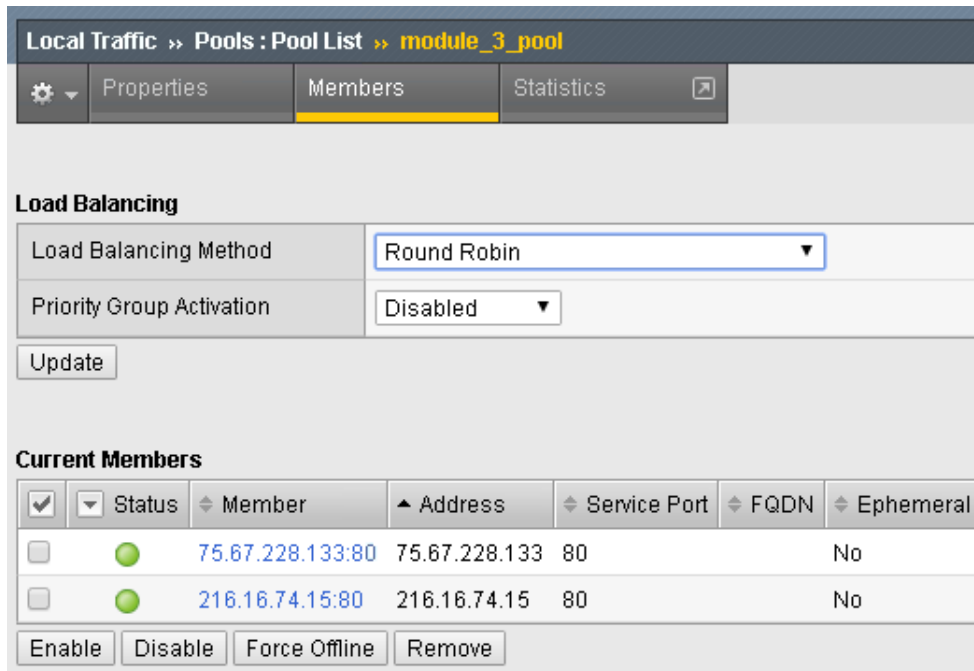 Local Traffic » Pools : Pool List » module_3_pool
Properties Members Statistics
Load Balancing
Load Balancing Method Round Robin
Priority Group Activation Disabled
Update
Current Members
Status Member Address Service Port FQDN Ephemeral
75.67.228.133:80 75.67.228.133 80 No
216.16.74.15:80 216.16.74.15 80 No
Enable Disable Force Offline Remove